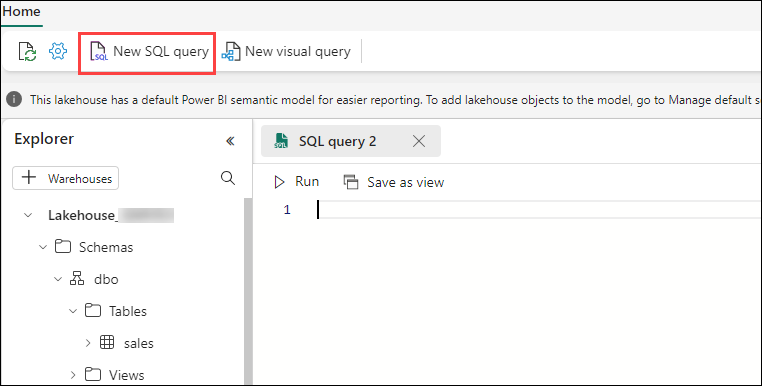 Home
New SQL query New visual query
This lakehouse has a default Power BI semantic model for easier reporting. To add lakehouse objects to the model, go to Manage default s
Explorer
SQL query 2
Warehouses
Run Save as view
1
Lakehouse_
Schemas
dbo
Tables
sales
Views